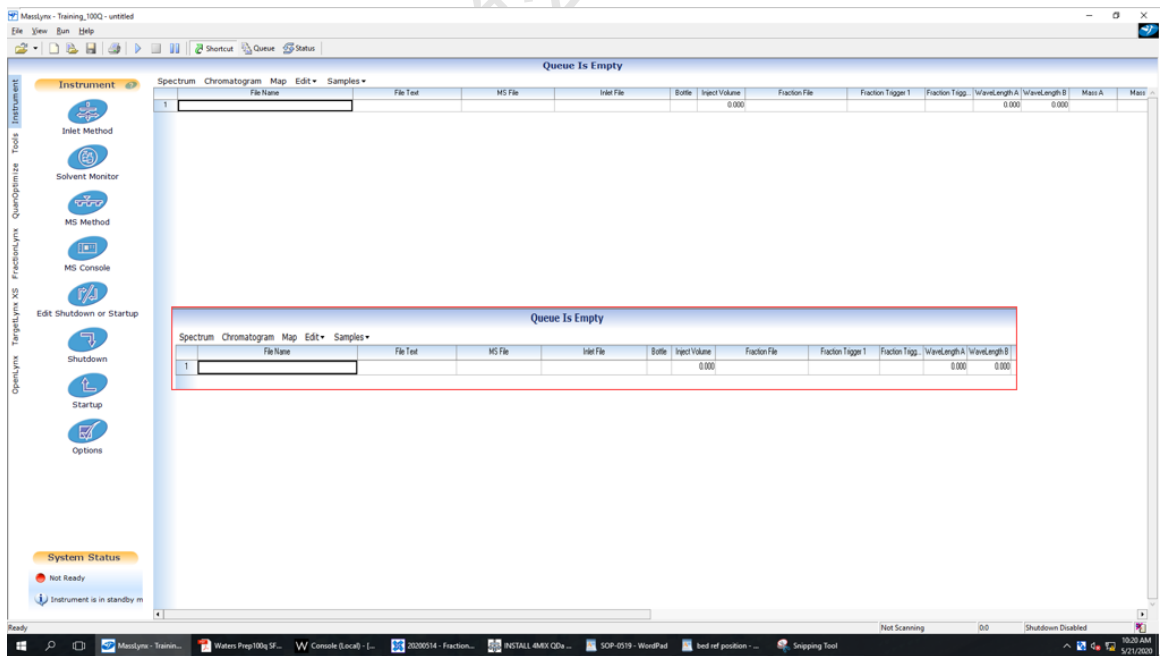 MassLynx - Training_100Q - untitled
File View Run Help
Shortcut Queue Status
Queue Is Empty
Instrument
Tools
QuanOptimize
FractionLynx
TargetLynx XS
OpenLynx
Instrument
Inlet Method
Solvent Monitor
MS Method
MS Console
Edit Shutdown or Startup
Shutdown
Startup
Options
System Status
Not Ready
Instrument is in standby m
Spectrum Chromatogram Map Edit Samples
File Name File Text MS File Inlet File Bottle Inject Volume Fraction File Fraction Trigger 1 Fraction Trigg... WaveLength A WaveLength B Mass A Mass
1 0.000 0.000 0.000
Queue Is Empty
Spectrum Chromatogram Map Edit Samples
File Name File Text MS File Inlet File Bottle Inject Volume Fraction File Fraction Trigger 1 Fraction Trigg... WaveLength A WaveLength B
1 0.000 0.000 0.000
Ready Not Scanning 0:0 Shutdown Disabled
MassLynx - Trainin... Waters Prep100q SF... Console (Local) - [... 20200514 - Fraction... INSTALL 4MIX QDa ... SOP-0519 - WordPad bed ref position - ... Snipping Tool
10:20 AM
5/21/2020